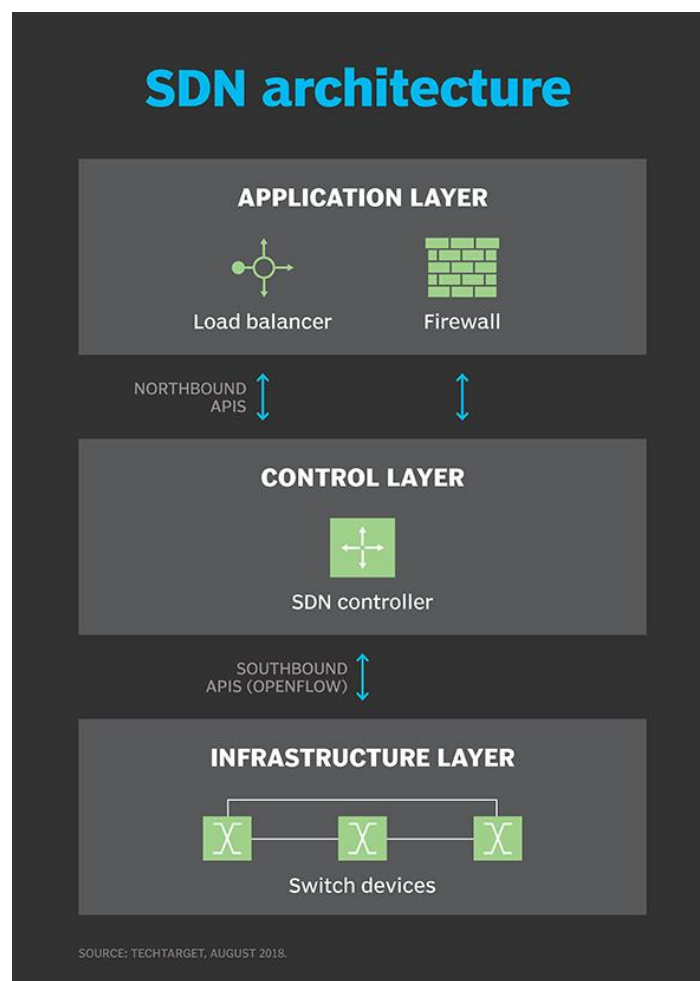 SDN architecture
APPLICATION LAYER
Load balancer
Firewall
NORTHBOUND
APIS
CONTROL LAYER
SDN controller
SOUTHBOUND
APIS (OPENFLOW)
INFRASTRUCTURE LAYER
Switch devices
SOURCE: TECHTARGET, AUGUST 2018.